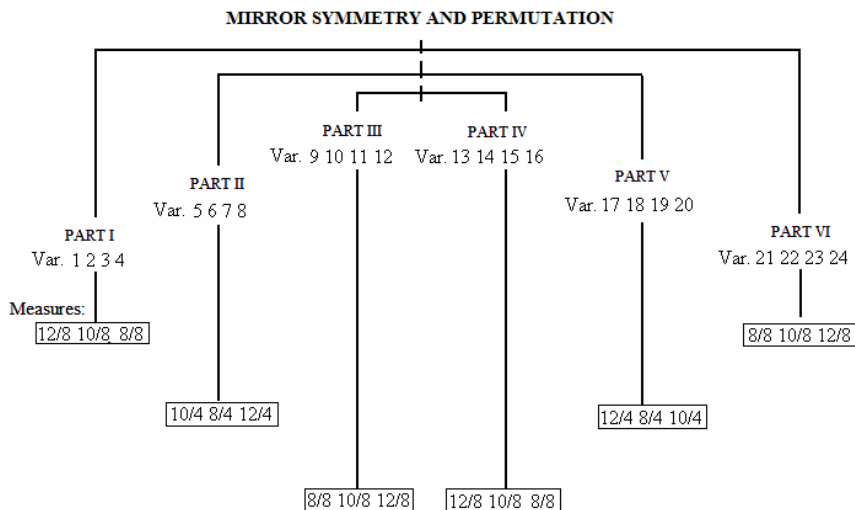 MIRROR SYMMETRY AND PERMUTATION
PART I
Var. 1 2 3 4
Measures:
12/8 10/8 8/8
PART II
Var. 5 6 7 8
10/4 8/4 12/4
PART III
Var. 9 10 11 12
8/8 10/8 12/8
PART IV
Var. 13 14 15 16
12/8 10/8 8/8
PART V
Var. 17 18 19 20
12/4 8/4 10/4
PART VI
Var. 21 22 23 24
8/8 10/8 12/8